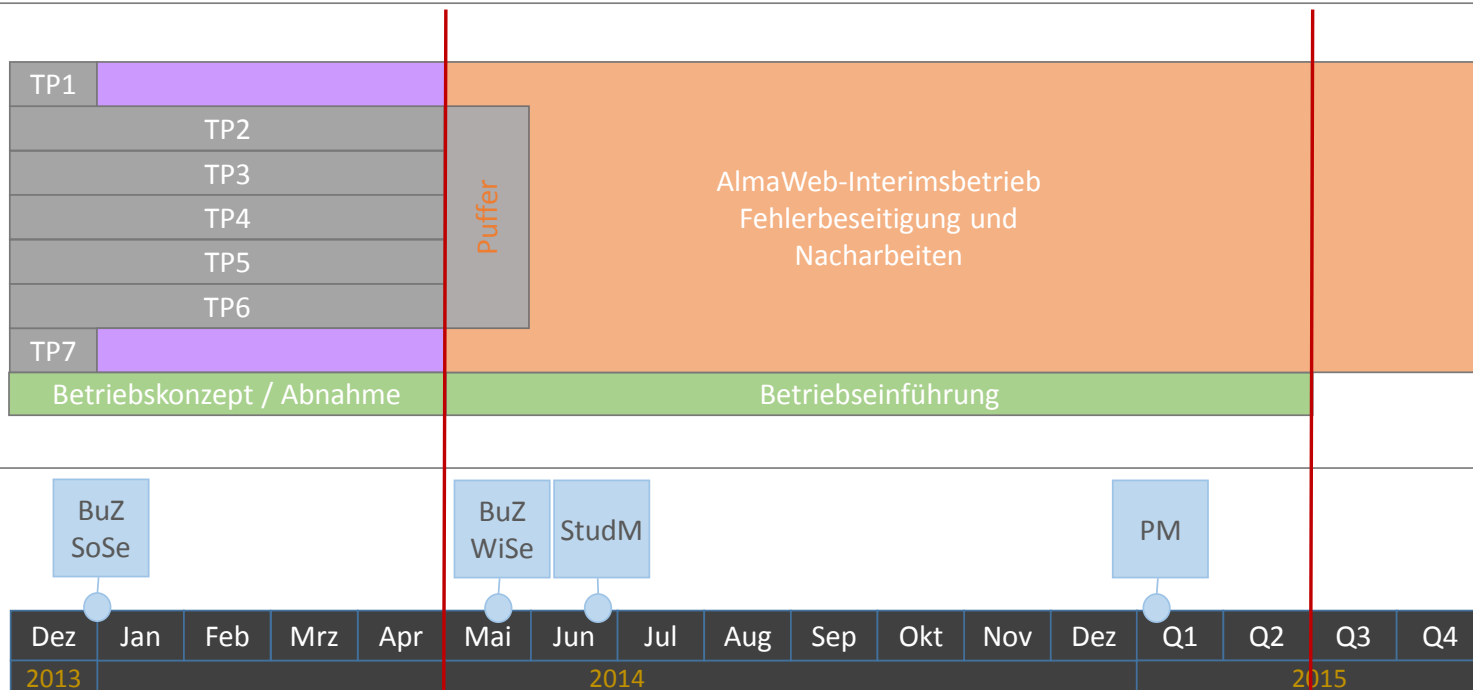 TP1
TP2
TP3
TP4
TP5
TP6
TP7
Puffer
AlmaWeb-Interimsbetrieb
Fehlerbeseitigung und
Nacharbeiten
Betriebskonzept / Abnahme
Betriebseinführung
BuZ
SoSe
BuZ
WiSe
StudM
PM
Dez Jan Feb Mrz Apr Mai Jun Jul Aug Sep Okt Nov Dez Q1 Q2 Q3 Q4
2013 2014 2015